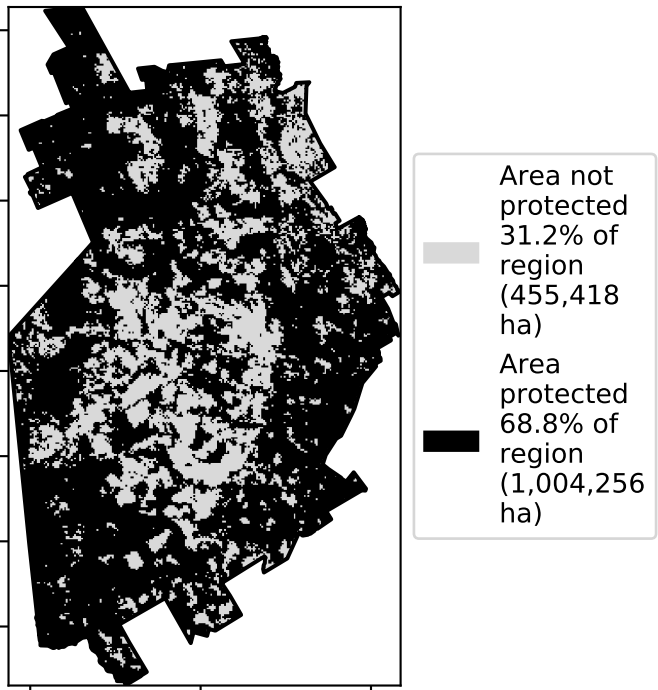 Area not
protected
31.2% of
region
(455,418
ha)
Area
protected
68.8% of
region
(1,004,256
ha)